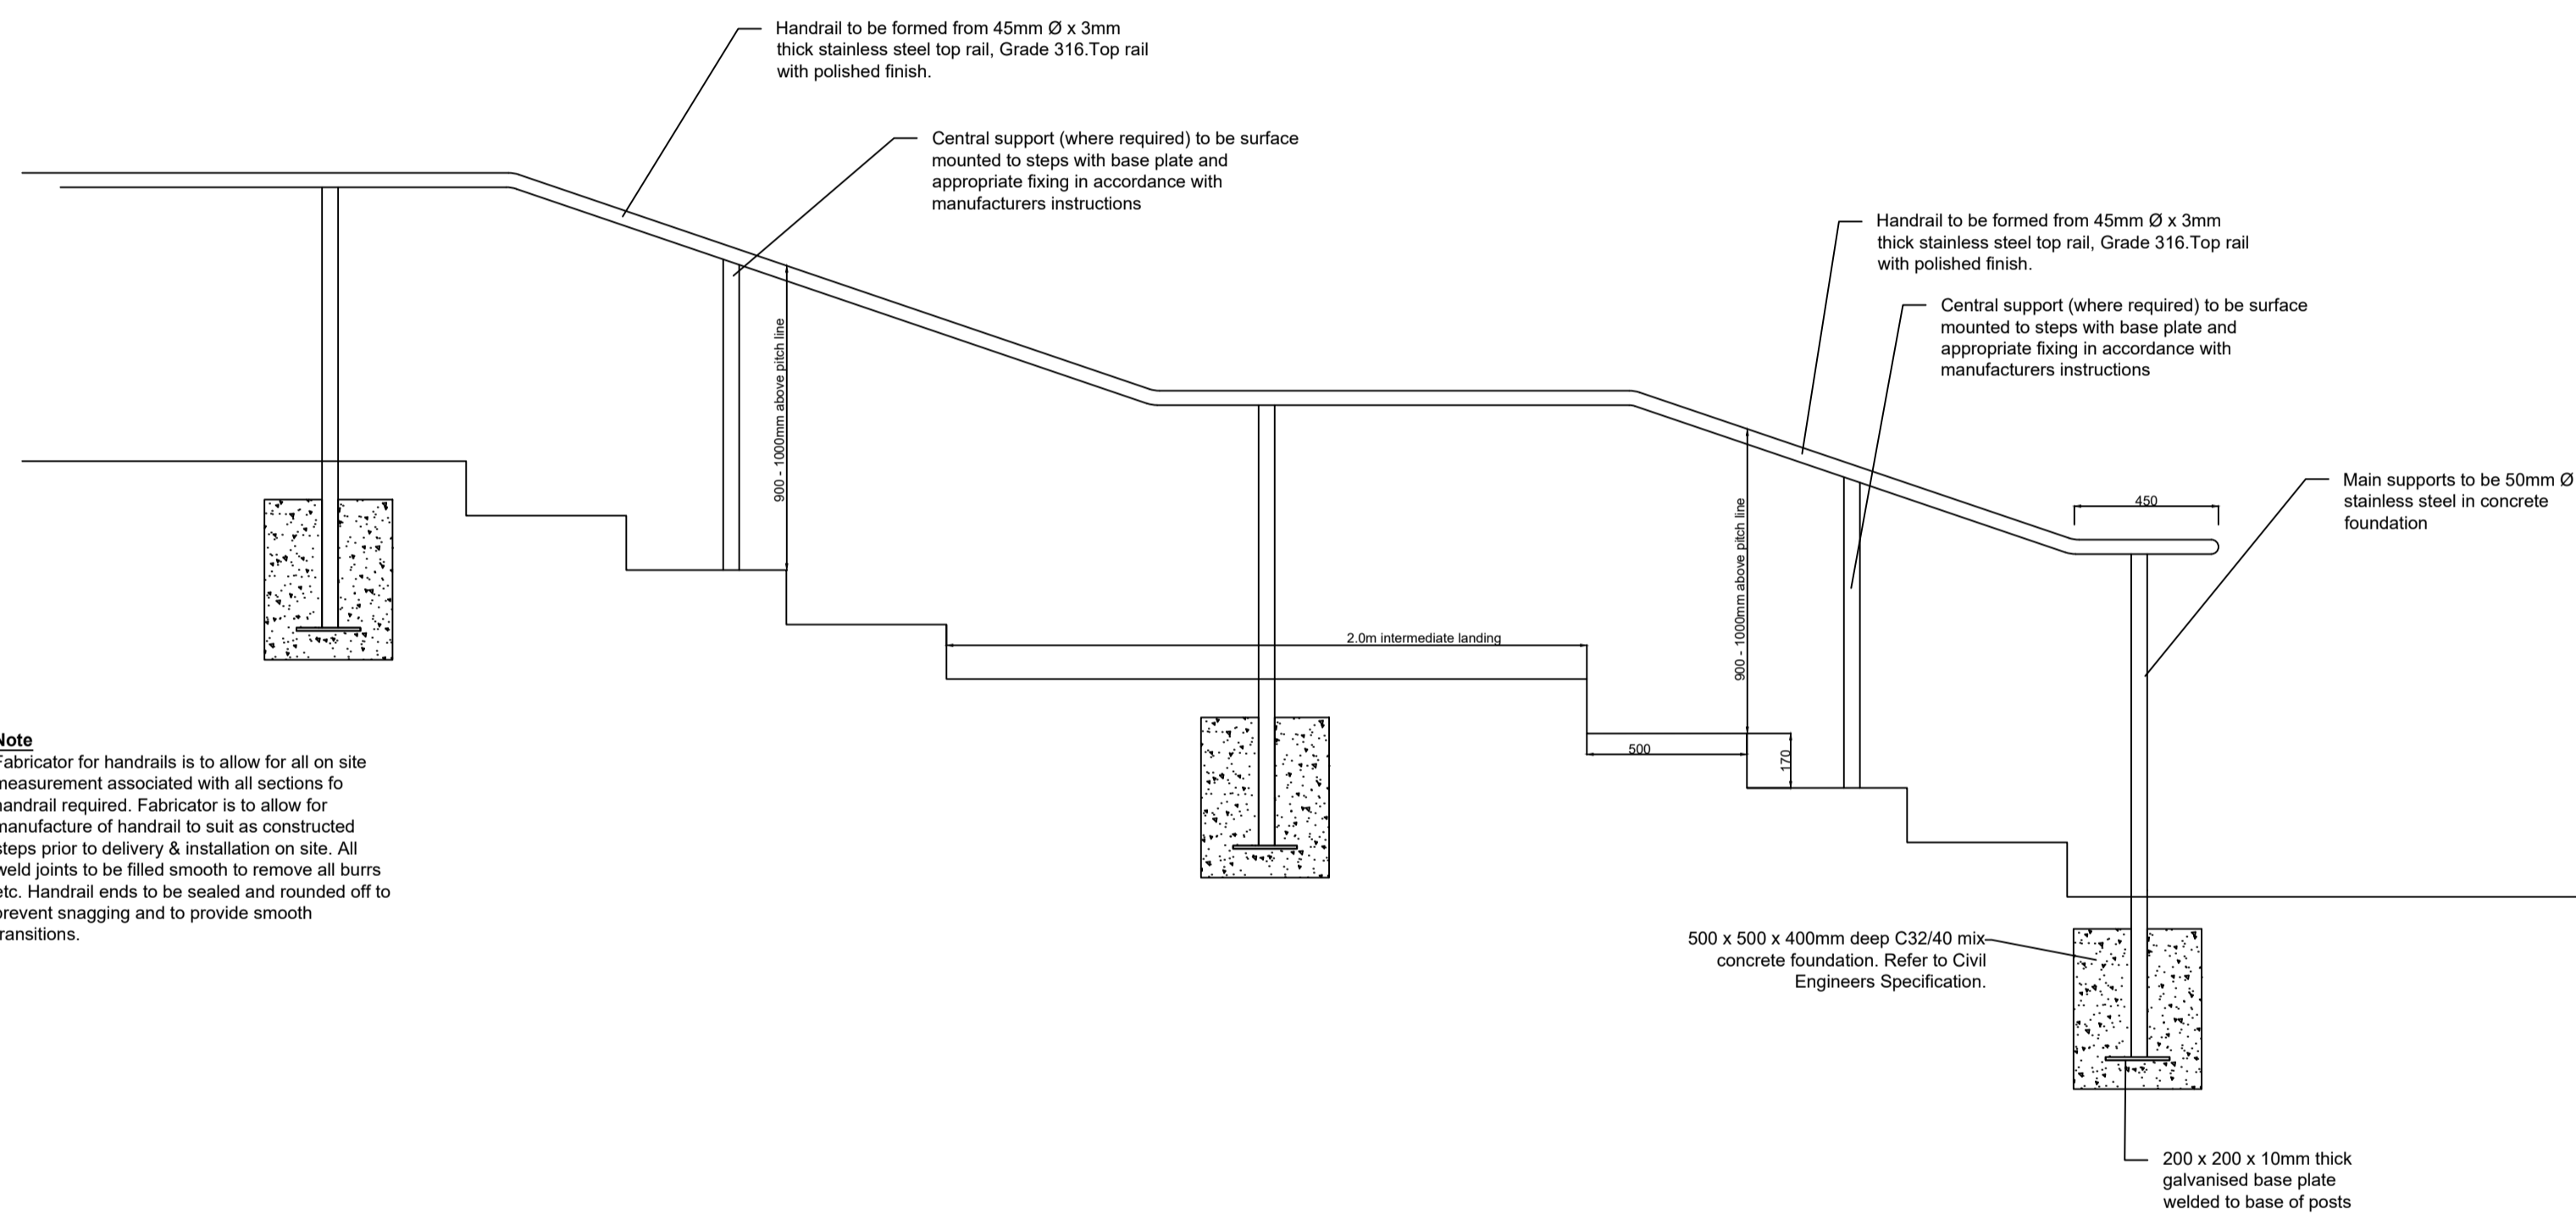 Handrail to be formed from 45mm Ø x 3mm
thick stainless steel top rail, Grade 316.Top rail
with polished finish.
Central support (where required) to be surface
mounted to steps with base plate and
appropriate fixing in accordance with
manufacturers instructions
Handrail to be formed from 45mm Ø x 3mm
thick stainless steel top rail, Grade 316.Top rail
with polished finish.
Central support (where required) to be surface
mounted to steps with base plate and
appropriate fixing in accordance with
manufacturers instructions
900 - 1000mm above pitch line
900 - 1000mm above pitch line
450
Main supports to be 50mm Ø
stainless steel in concrete
foundation
2.0m intermediate landing
500
170
Note
Fabricator for handrails is to allow for all on site
measurement associated with all sections fo
handrail required. Fabricator is to allow for
manufacture of handrail to suit as constructed
steps prior to delivery & installation on site. All
weld joints to be filled smooth to remove all burrs
etc. Handrail ends to be sealed and rounded off to
prevent snagging and to provide smooth
transitions.
500 x 500 x 400mm deep C32/40 mix
concrete foundation. Refer to Civil
Engineers Specification.
200 x 200 x 10mm thick
galvanised base plate
welded to base of posts